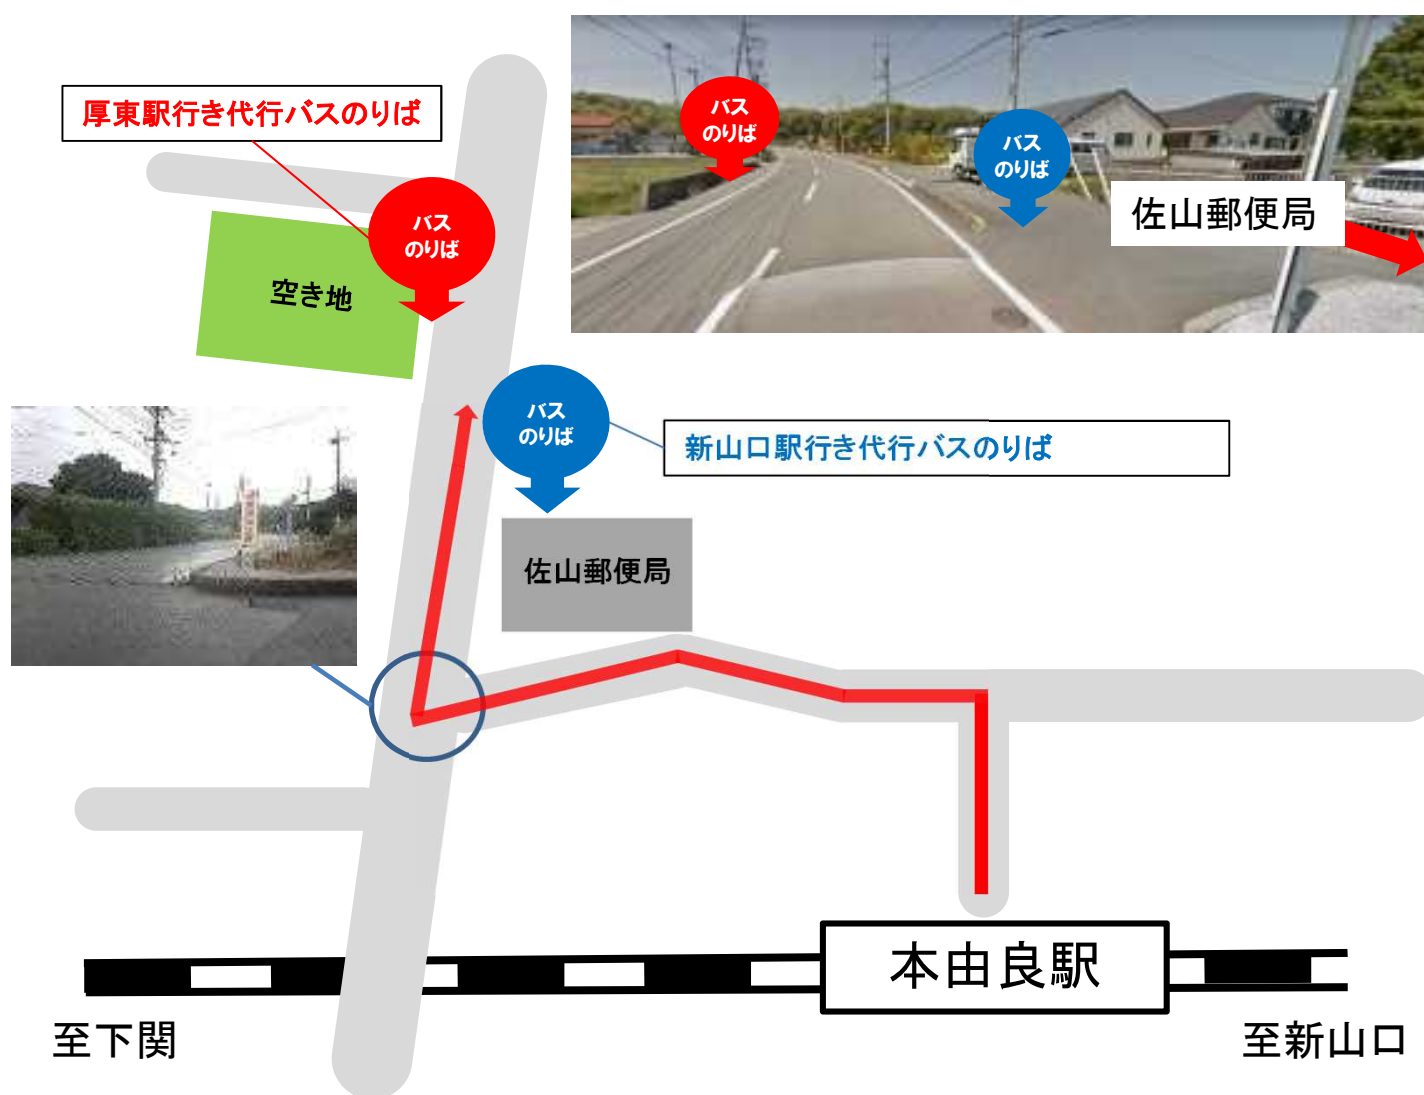 厚東駅行き代行バスのりば
バス
のりば
バス
のりば
佐山郵便局
バス
のりば
空き地
バス
のりば
新山口駅行き代行バスのりば
佐山郵便局
本由良駅
至下関
至新山口